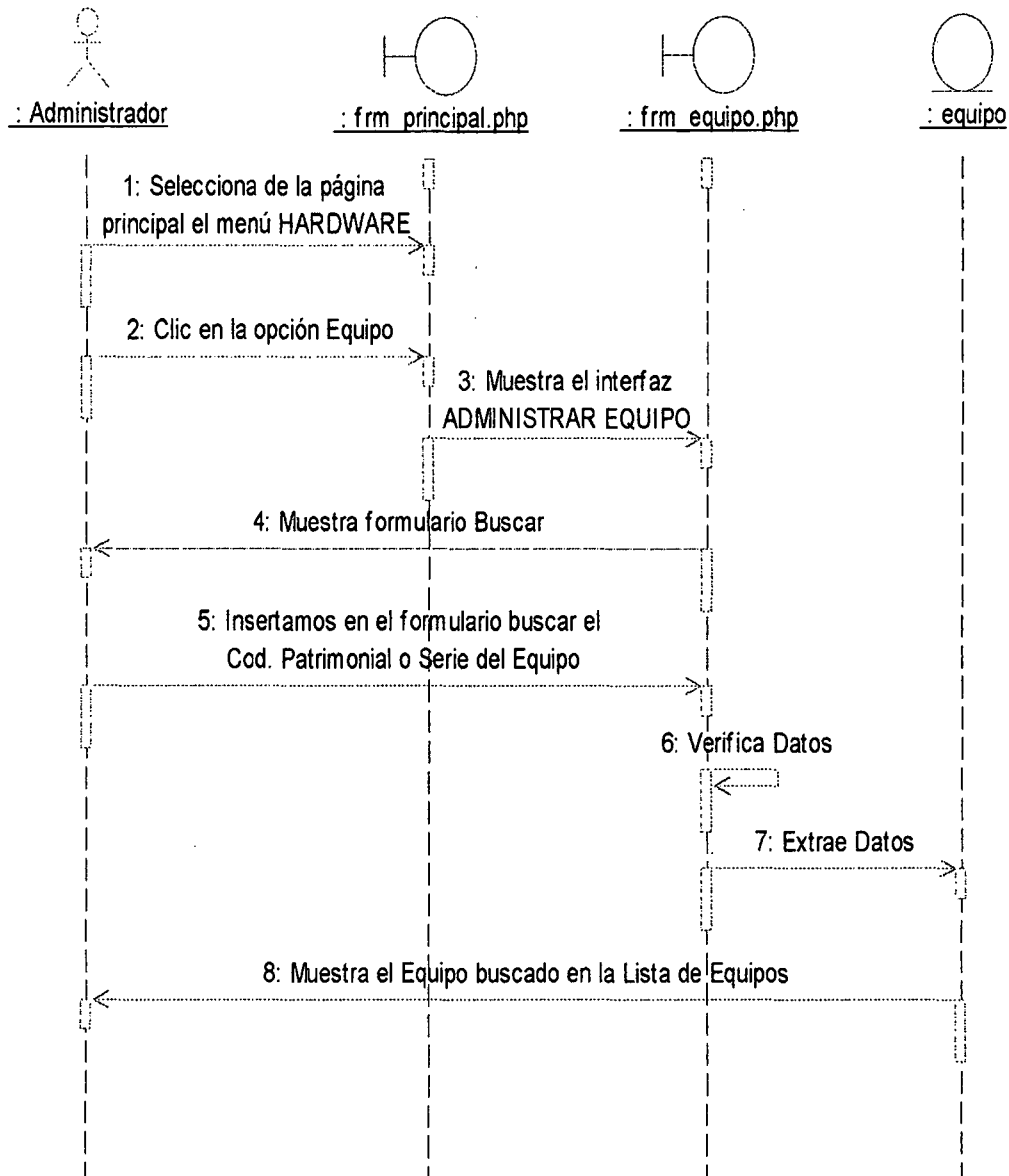 : Administrador
: frm_principal.php
: frm_equipo.php
: equipo
1: Selecciona de la página
principal el menú HARDWARE
2: Clic en la opción Equipo
3: Muestra el interfaz
ADMINISTRAR EQUIPO
4: Muestra formulario Buscar
5: Insertamos en el formulario buscar el
Cod. Patrimonial o Serie del Equipo
6: Verifica Datos
7: Extrae Datos
8: Muestra el Equipo buscado en la Lista de Equipos